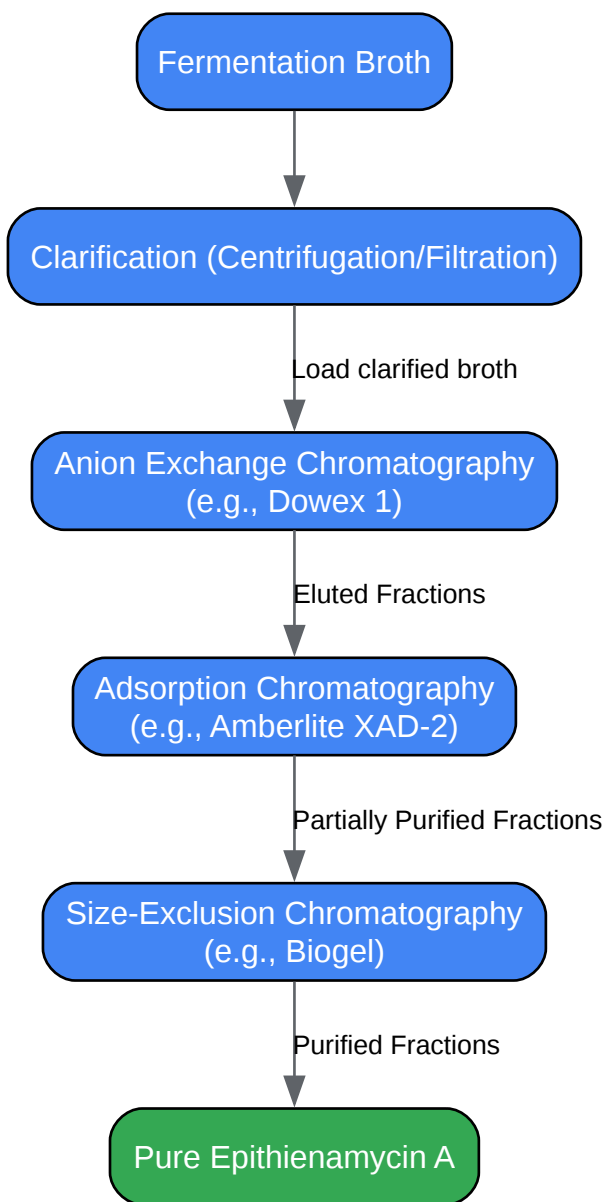 Fermentation Broth
Clarification (Centrifugation/Filtration)
Load clarified broth
Anion Exchange Chromatography
(e.g., Dowex 1)
Eluted Fractions
Adsorption Chromatography
(e.g., Amberlite XAD-2)
Partially Purified Fractions
Size-Exclusion Chromatography
(e.g., Biogel)
Purified Fractions
Pure Epithienamycin A